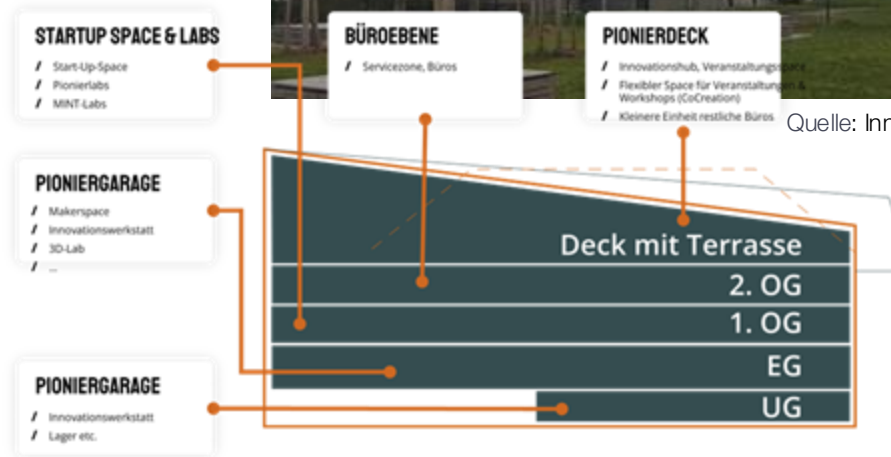 STARTUP SPACE & LABS
/ Start-Up-Space
/ Pionierlabs
/ MINT-Labs
BÜROEBENE
/ Servicezone, Büros
PIONIERDECK
/ Innovationshub, Veranstaltungsspace
/ Flexibler Space für Veranstaltungen &
Workshops (CoCreation)
/ Kleinere Einheit restliche Büros
Quelle: Inn
PIONIERGARAGE
/ Makerspace
/ Innovationswerkstatt
/ 3D-Lab
/ ...
Deck mit Terrasse
2. OG
1. OG
EG
UG
PIONIERGARAGE
/ Innovationswerkstatt
/ Lager etc.